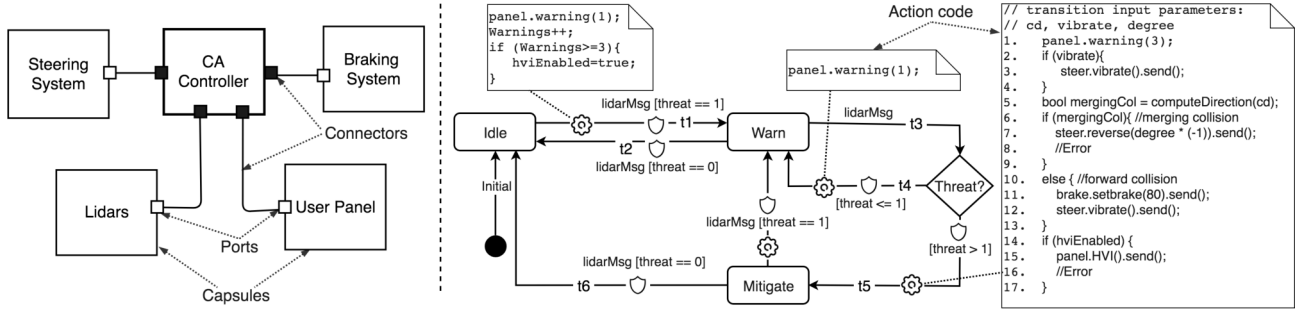 Steering
System
CA
Controller
Braking
System
Connectors
Lidars
User Panel
Ports
Capsules
panel.warning(1);
Warnings++;
if (Warnings>=3){
hviEnabled=true;
}
Action code
panel.warning(1);
lidarMsg [threat == 1]
Idle
t1
Warn
lidarMsg
t3
t2
lidarMsg [threat == 0]
Initial
Threat?
t4
[threat <= 1]
lidarMsg [threat == 1]
[threat > 1]
lidarMsg [threat == 0]
t6
Mitigate
t5
// transition input parameters:
// cd, vibrate, degree
1. panel.warning(3);
2. if (vibrate){
3. steer.vibrate().send();
4. }
5. bool mergingCol = computeDirection(cd);
6. if (mergingCol){ //merging collision
7. steer.reverse(degree * (-1)).send();
8. //Error
9. }
10. else { //forward collision
11. brake.setbrake(80).send();
12. steer.vibrate().send();
13. }
14. if (hviEnabled) {
15. panel.HVI().send();
16. //Error
17. }